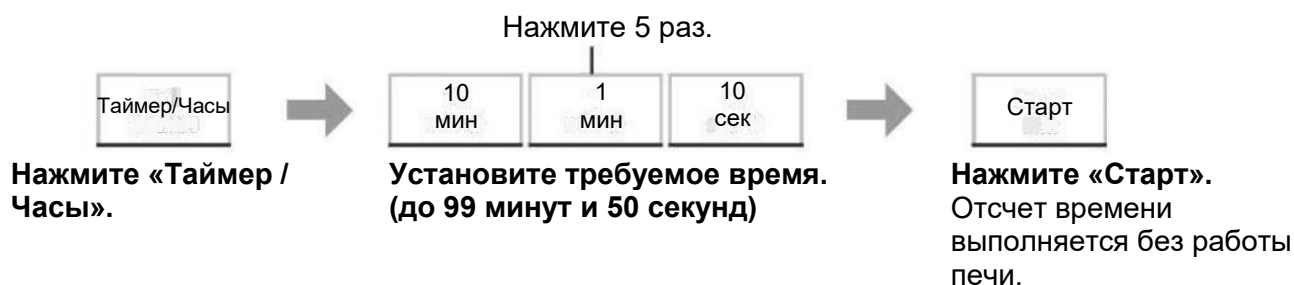 Нажмите 5 раз.
Таймер/Часы
10
мин
1
мин
10
сек
Старт
Нажмите «Таймер /
Часы».
Установите требуемое время.
(до 99 минут и 50 секунд)
Нажмите «Старт».
Отсчет времени
выполняется без работы
печи.